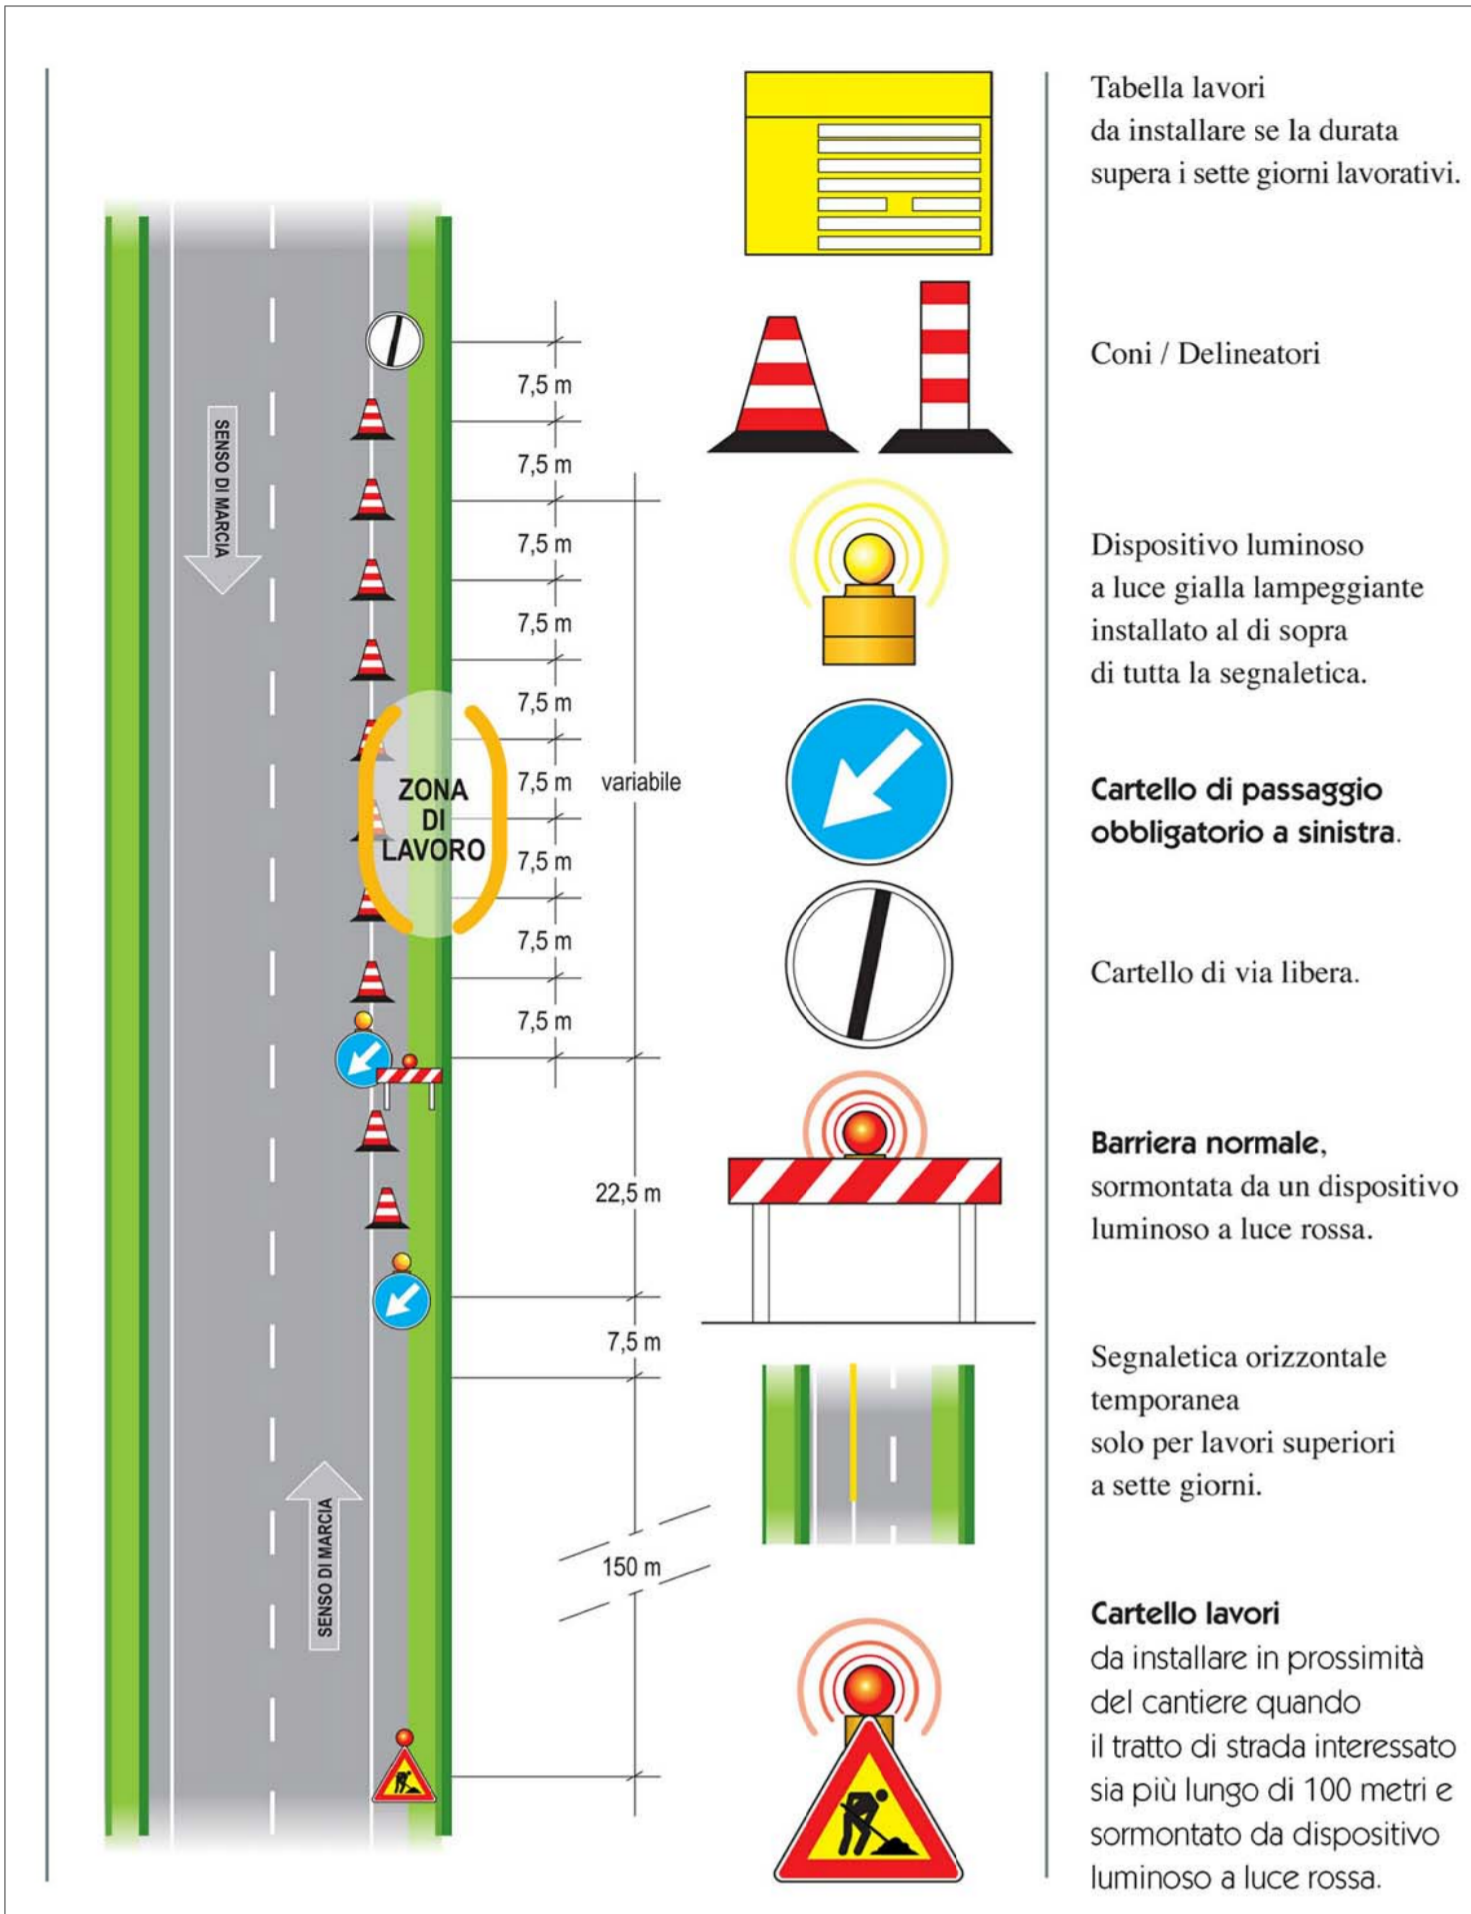 Tabella lavori
da installare se la durata
supera i sette giorni lavorativi.
Coni / Delineatori
Dispositivo luminoso
a luce gialla lampeggiante
installato al di sopra
di tutta la segnaletica.
Cartello di passaggio
obbligatorio a sinistra.
Cartello di via libera.
Barriera normale,
sormontata da un dispositivo
luminoso a luce rossa.
Segnaletica orizzontale
temporanea
solo per lavori superiori
a sette giorni.
Cartello lavori
da installare in prossimità
del cantiere quando
il tratto di strada interessato
sia più lungo di 100 metri e
sormontato da dispositivo
luminoso a luce rossa.
SENSO DI MARCIA
7,5 m
7,5 m
7,5 m
7,5 m
7,5 m
7,5 m
7,5 m
7,5 m
7,5 m
variabile
ZONA
DI
LAVORO
22,5 m
7,5 m
150 m
SENSO DI MARCIA